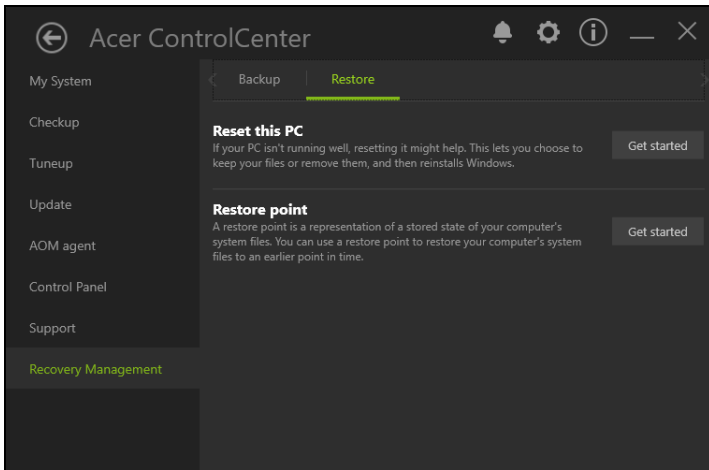 Acer ControlCenter
My System
Checkup
Tuneup
Update
AOM agent
Control Panel
Support
Recovery Management
Backup
Restore
Reset this PC
If your PC isn't running well, resetting it might help. This lets you choose to
keep your files or remove them, and then reinstalls Windows.
Get started
Restore point
A restore point is a representation of a stored state of your computer's
system files. You can use a restore point to restore your computer's system
files to an earlier point in time.
Get started